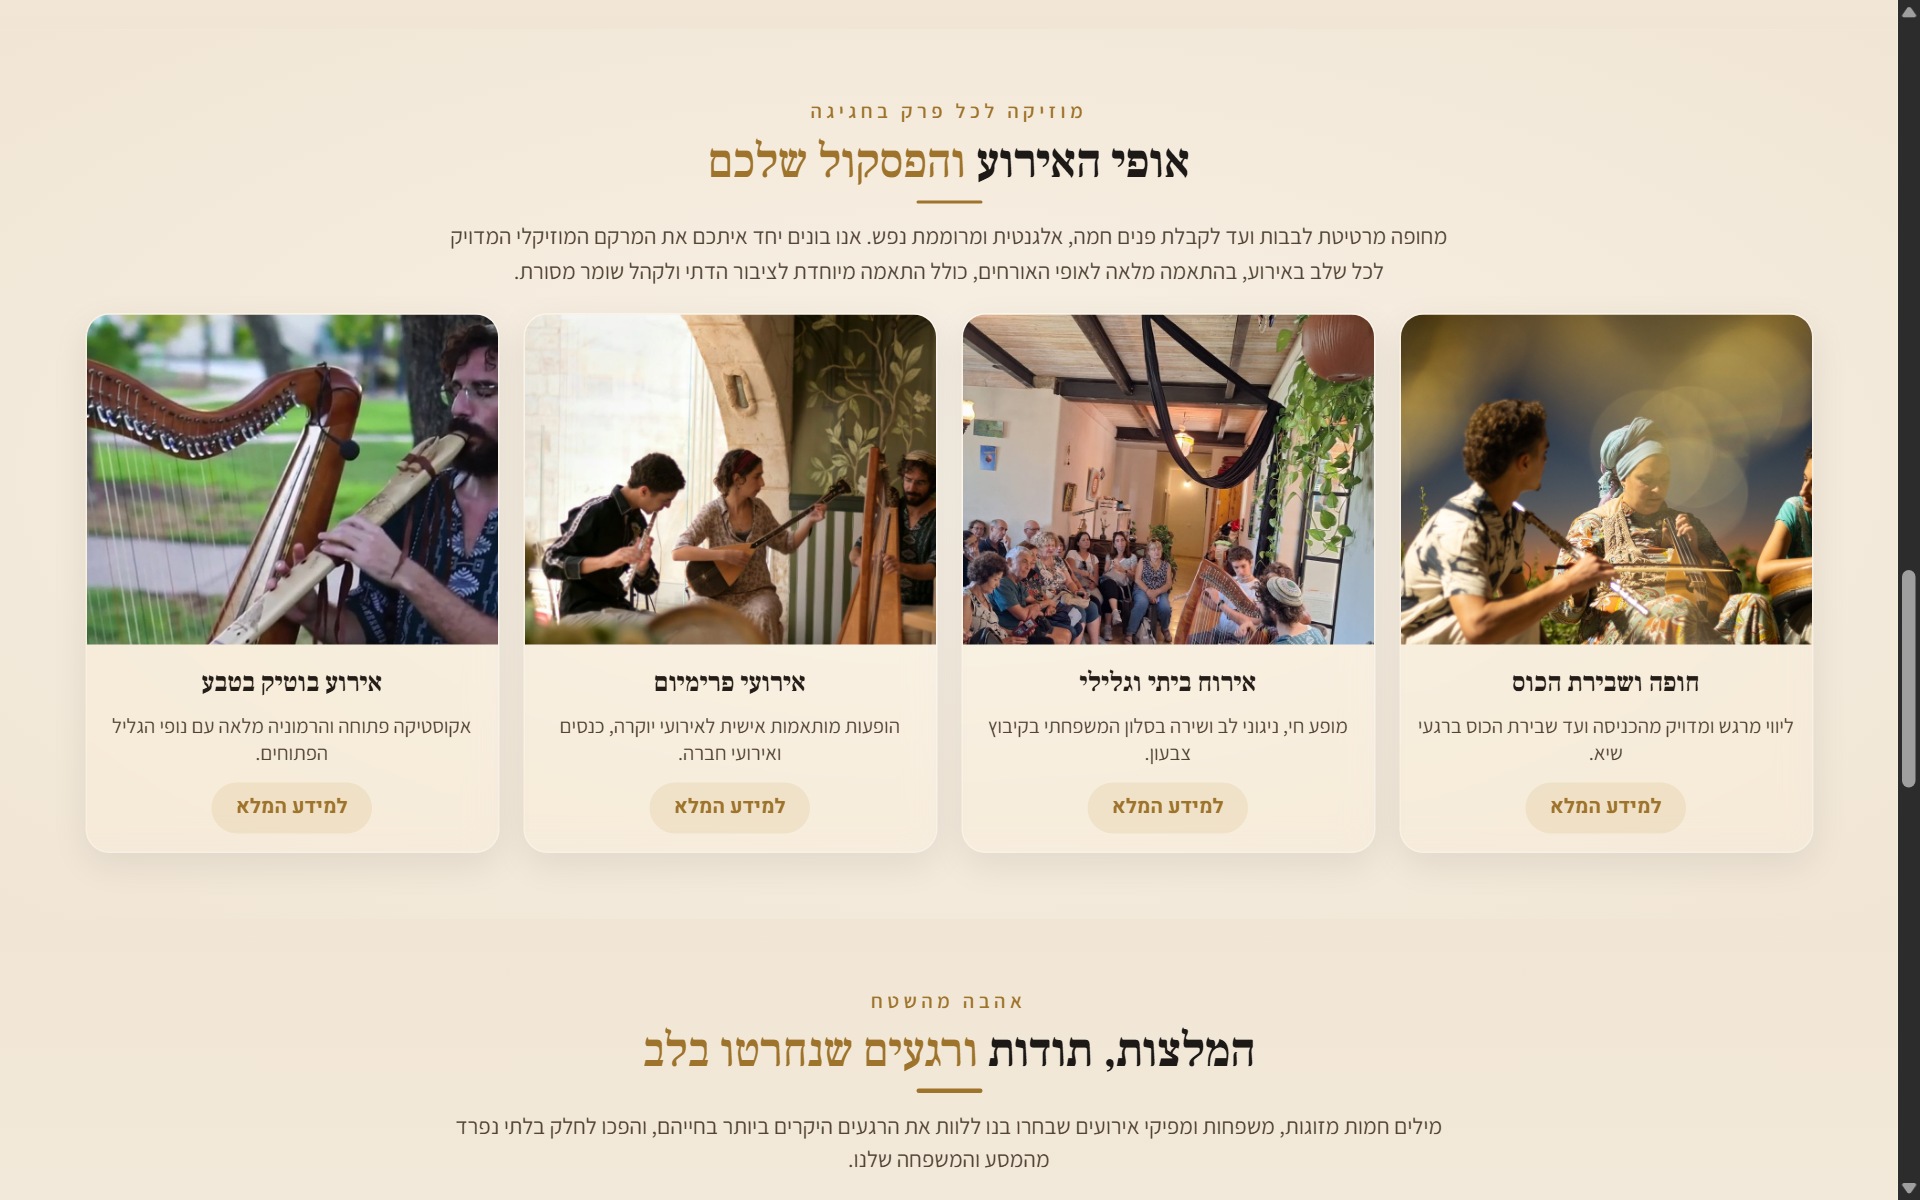 מוזיקה לכל פרק בחגיגה
אופי האירוע והפסקול שלכם
מחופה מרטיטת לבבות ועד לקבלת פנים חמה, אלגנטית ומרוממת נפש. אנו בונים יחד איתכם את המרקם המוזיקלי המדויק
לכל שלב באירוע, בהתאמה מלאה לאופי האורחים, כולל התאמה מיוחדת לציבור הדתי ולקהל שומר מסורת.
חופה ושבירת הכוס
ליווי מרגש ומדויק מהכניסה ועד שבירת הכוס ברגעי
שיא.
למידע המלא
אירוח ביתי וגלילי
מופע חי, ניגוני לב ושירה בסלון המשפחתי בקיבוץ
צבעון.
למידע המלא
אירועי פרימיום
הופעות מותאמות אישית לאירועי יוקרה, כנסים
ואירועי חברה.
למידע המלא
אירוע בוטיק בטבע
אקוסטיקה פתוחה והרמוניה מלאה עם נופי הגליל
הפתוחים.
למידע המלא
אהבה מהשטח
המלצות, תודות ורגעים שנחרטו בלב
מילים חמות מזוגות, משפחות ומפיקי אירועים שבחרו בנו ללוות את הרגעים היקרים ביותר בחייהם, והפכו לחלק בלתי נפרד
מהמסע והמשפחה שלנו.